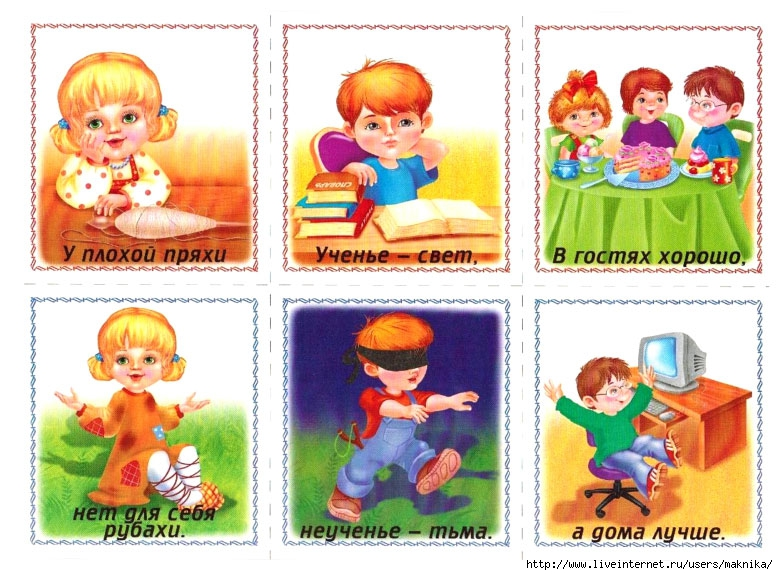 СЛОВАРЬ
У плохой пряхи
Ученье – свет,
В гостях хорошо,
нет для себя
рубахи.
неученье – тьма.
а дома лучше.
http://www.liveinternet.ru/users/maknika/